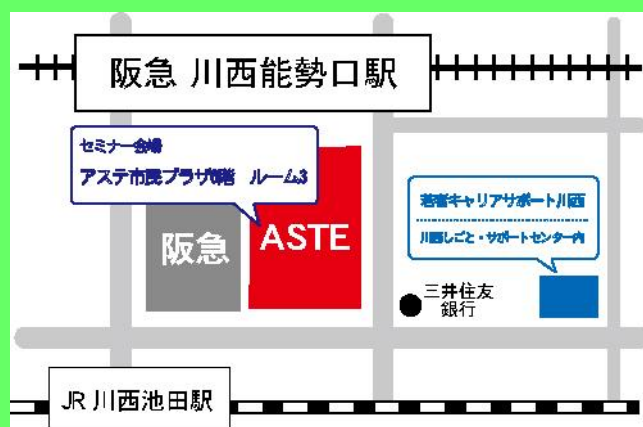 阪急 川西能勢口駅
セミナー会場
アステ市民プラザ6階 ルーム3
阪急
ASTE
若者キャリアサポート川西
川西しごと・サポートセンター内
三井住友
銀行
JR 川西池田駅